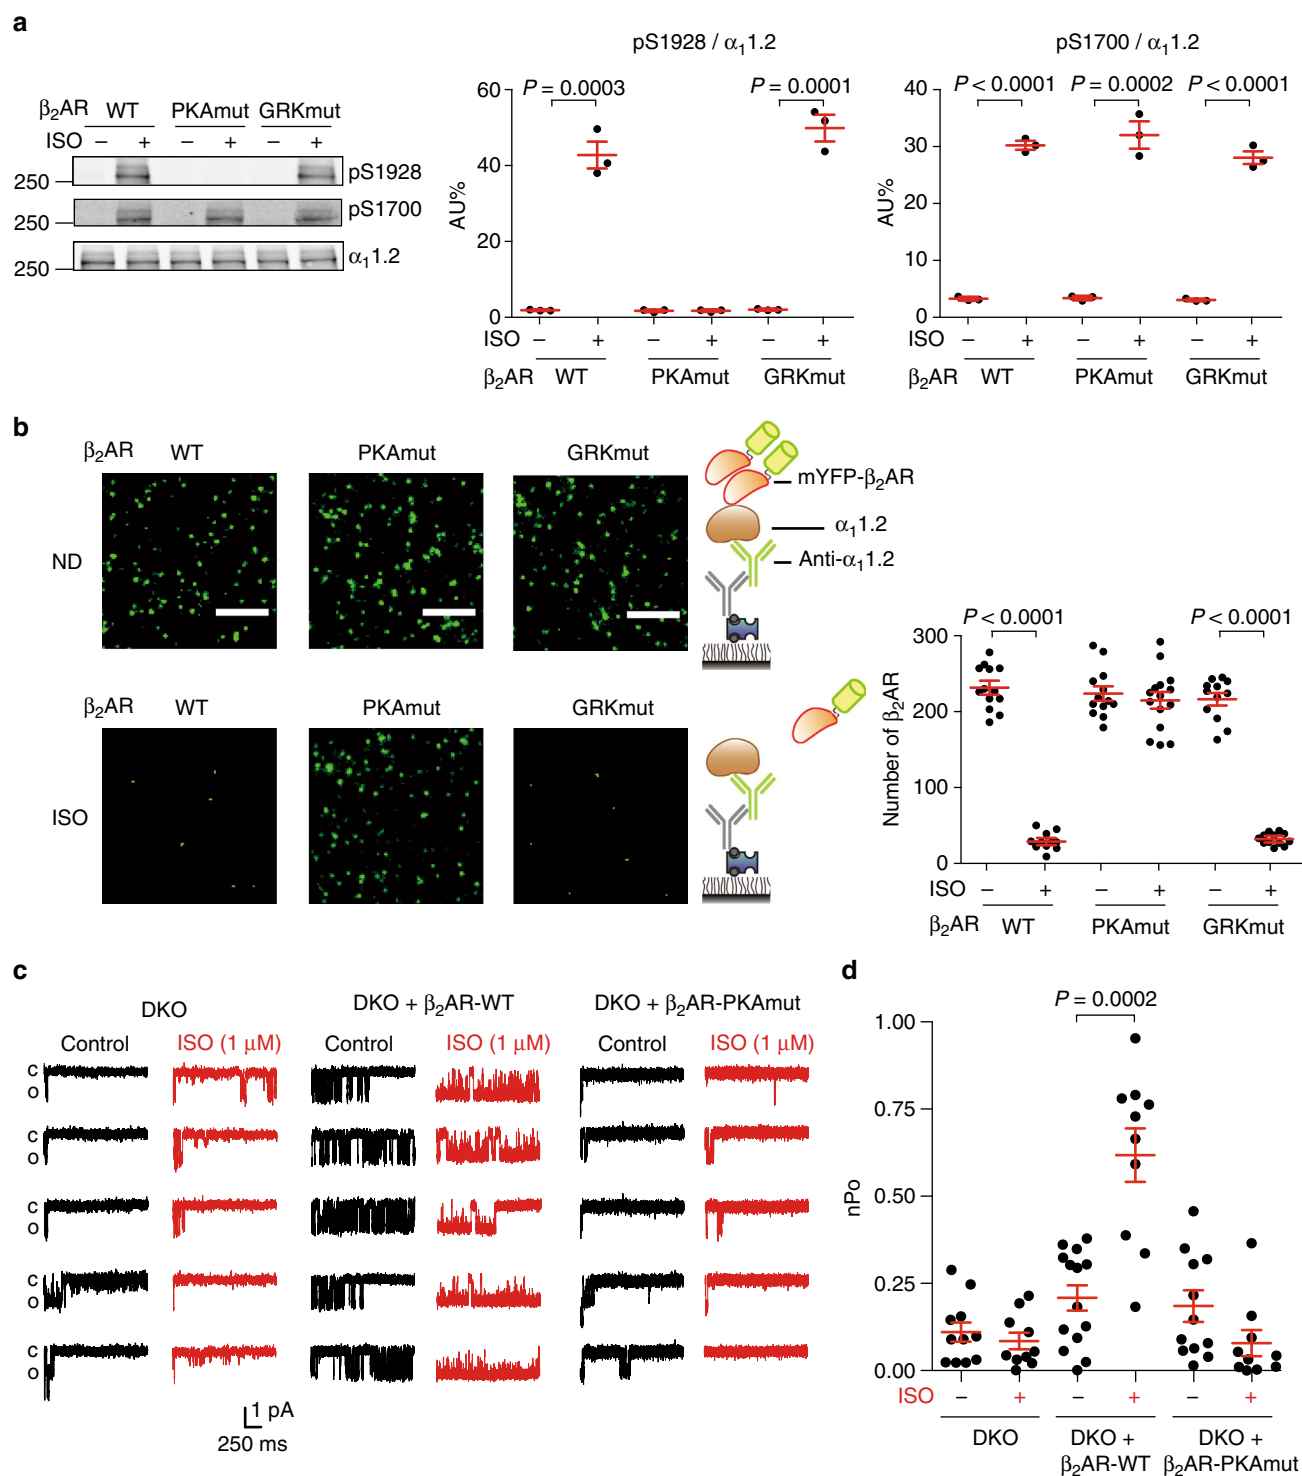 a
β2AR WT PKAmut GRKmut
ISO – + – + – +
250 pS1928
250 pS1700
250 α11.2
pS1928 / α11.2
P = 0.0003 P = 0.0001
AU%
60
40
20
0
ISO – + – + – +
β2AR WT PKAmut GRKmut
pS1700 / α11.2
P < 0.0001 P = 0.0002 P < 0.0001
AU%
40
30
20
10
0
ISO – + – + – +
β2AR WT PKAmut GRKmut
b
β2AR WT PKAmut GRKmut
ND
mYFP-β2AR
α11.2
Anti-α11.2
β2AR WT PKAmut GRKmut
ISO
P < 0.0001 P < 0.0001
Number of β2AR
300
200
100
0
ISO – + – + – +
β2AR WT PKAmut GRKmut
c
DKO DKO + β2AR-WT DKO + β2AR-PKAmut
Control ISO (1 μM) Control ISO (1 μM) Control ISO (1 μM)
c
o
c
o
c
o
c
o
c
o
1 pA
250 ms
d
P = 0.0002
nPo
1.00
0.75
0.50
0.25
0.00
ISO – + – + – +
DKO DKO + β2AR-WT DKO + β2AR-PKAmut